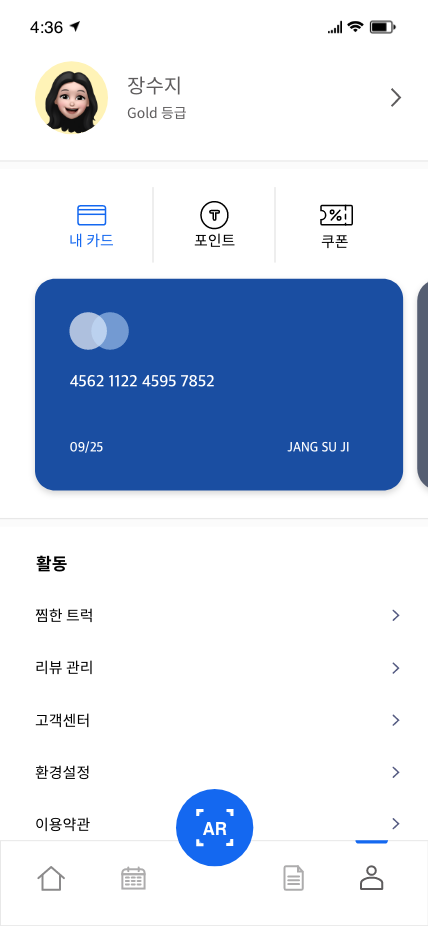 4:36
장수지
Gold 등급
내 카드
포인트
쿠폰
4562 1122 4595 7852
09/25
JANG SU JI
활동
찜한 트럭
리뷰 관리
고객센터
환경설정
이용약관
AR